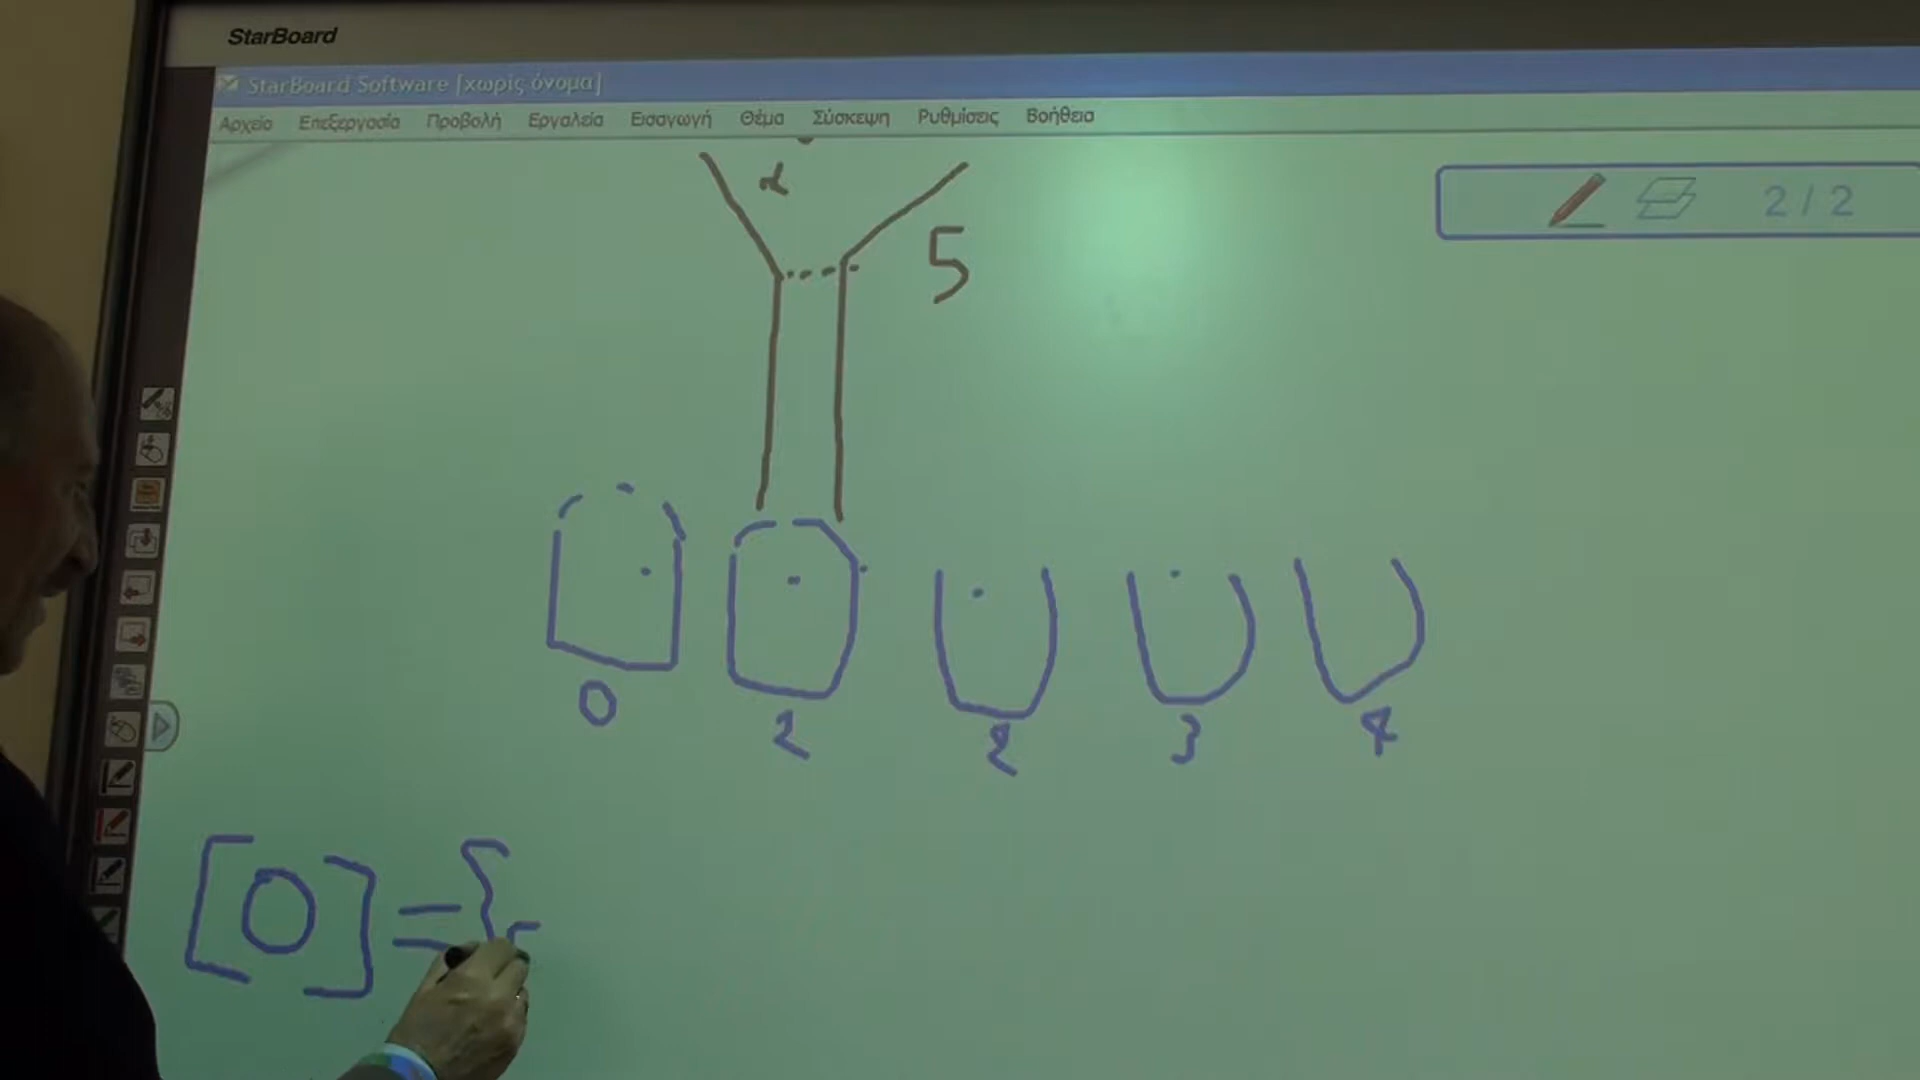 StarBoard
StarBoard Software [χωρίς όνομα]
Αρχείο Επεξεργασία Προβολή Εργαλεία Εισαγωγή Θέμα Σύσκεψη Ρυθμίσεις Βοήθεια
2 / 2
α
5
0 1 2 3 4
[0] = {